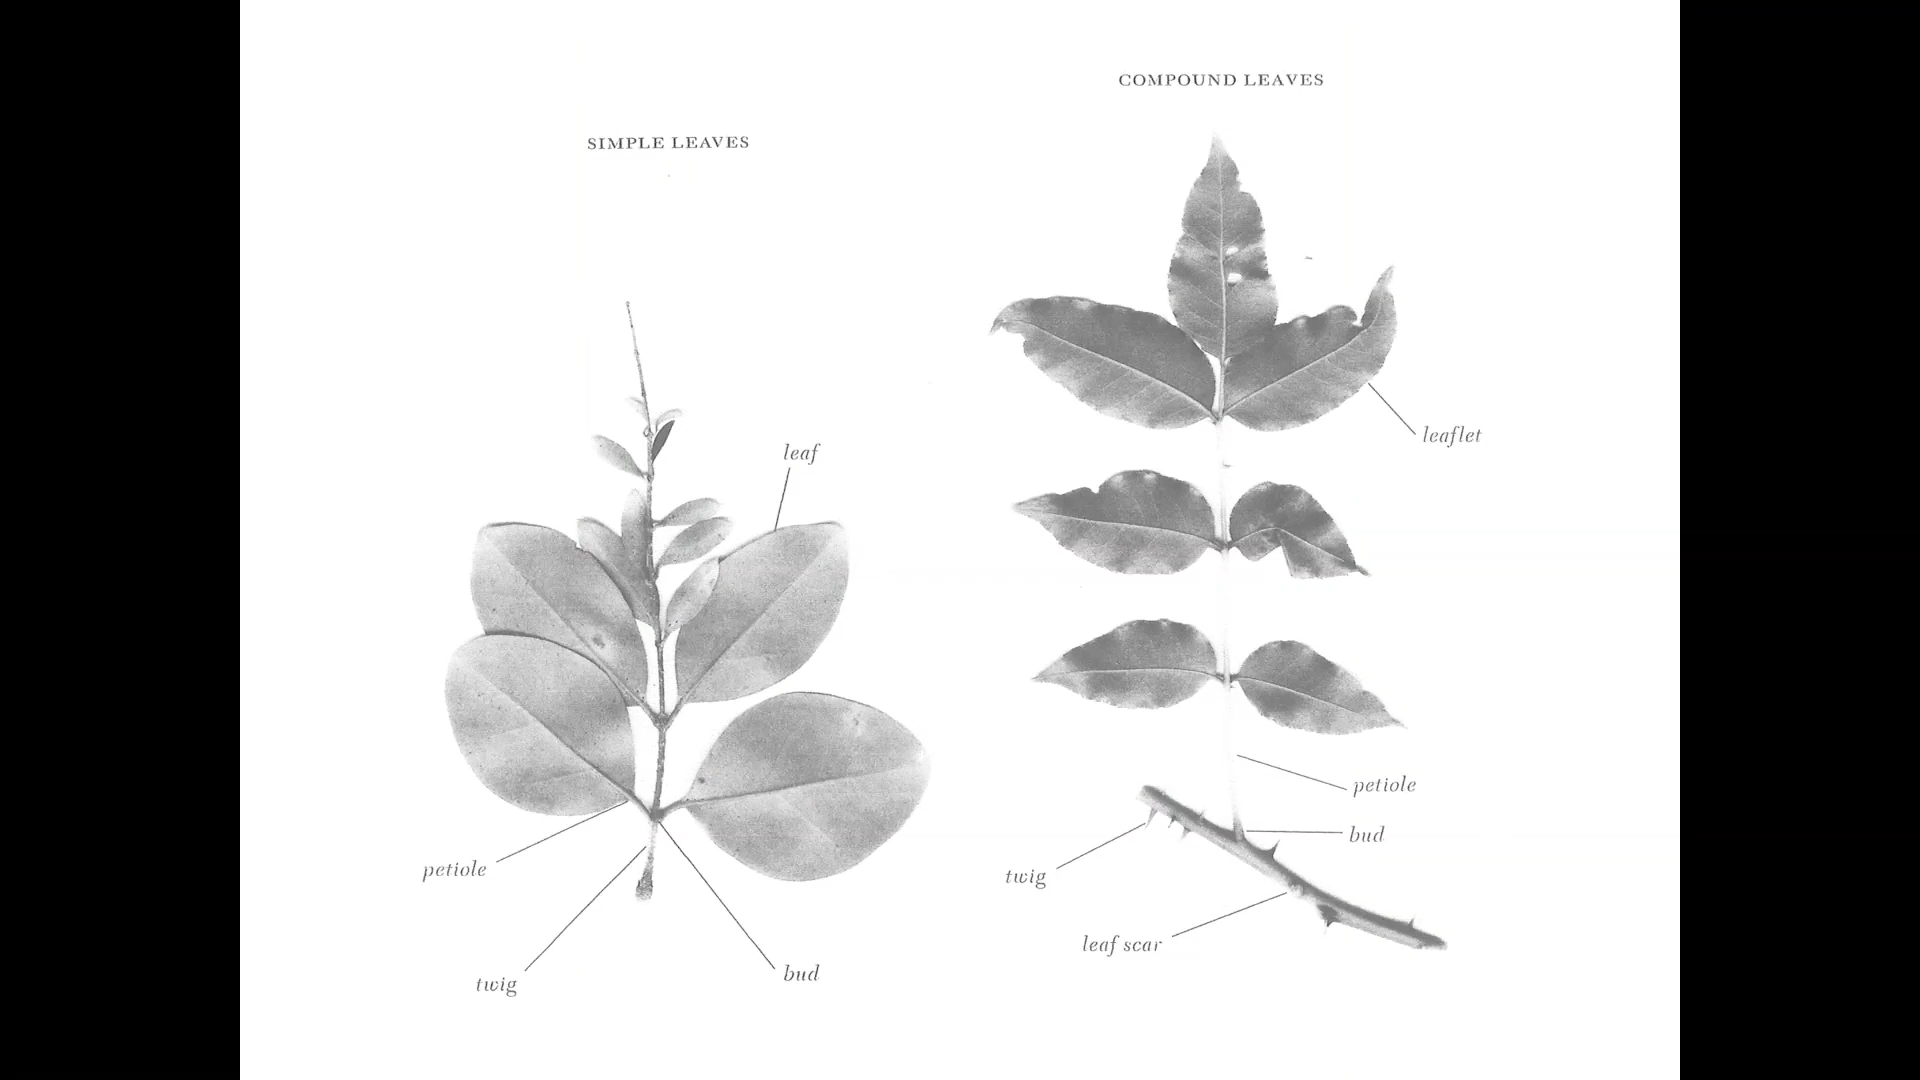 SIMPLE LEAVES
leaf
petiole
twig
bud
COMPOUND LEAVES
leaflet
petiole
bud
twig
leaf scar